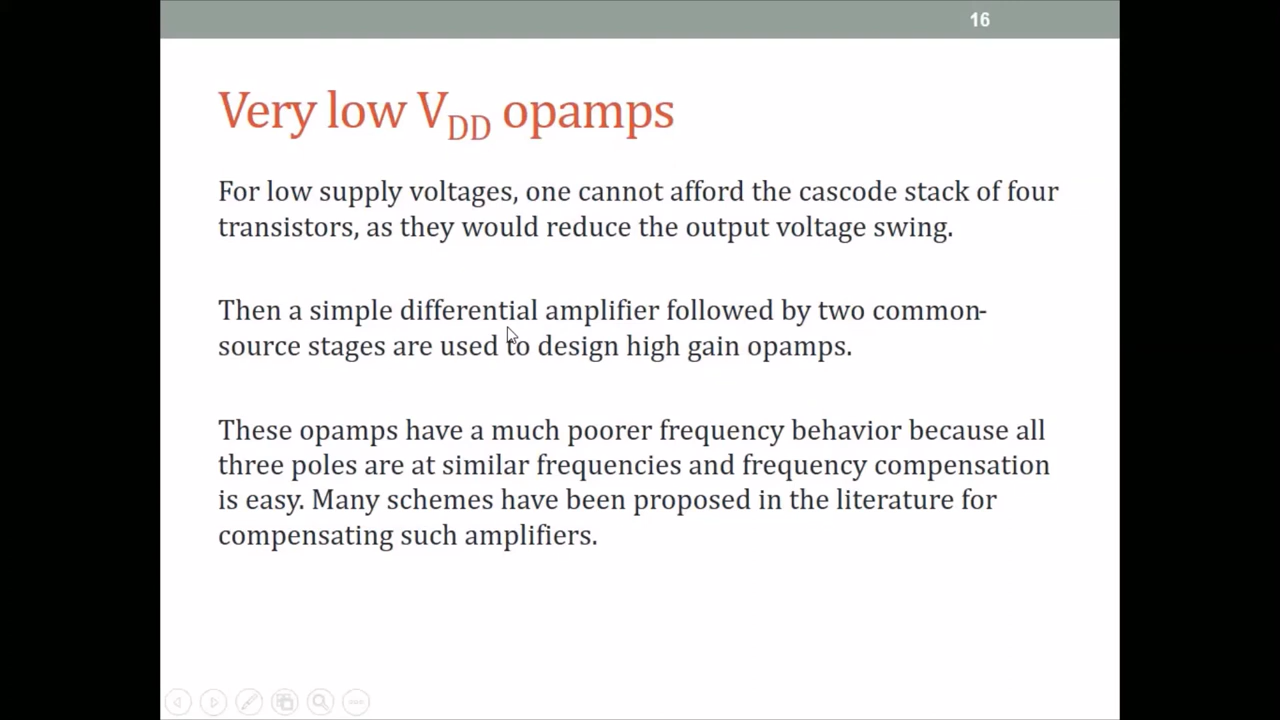 16
Very low VDD opamps
For low supply voltages, one cannot afford the cascode stack of four
transistors, as they would reduce the output voltage swing.
Then a simple differential amplifier followed by two common-
source stages are used to design high gain opamps.
These opamps have a much poorer frequency behavior because all
three poles are at similar frequencies and frequency compensation
is easy. Many schemes have been proposed in the literature for
compensating such amplifiers.